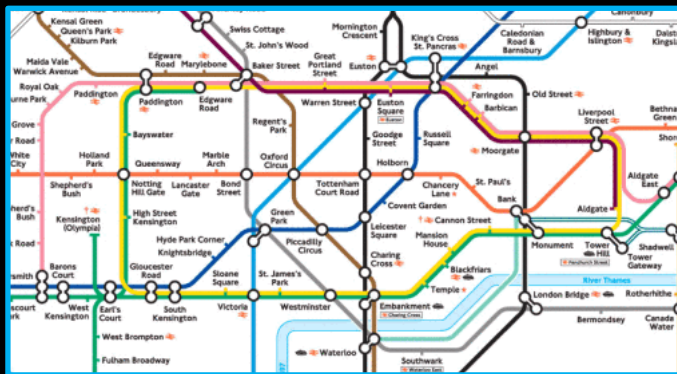 Kensal Green
Queen's Park
Kilburn Park
Maida Vale
Warwick Avenue
Royal Oak
Paddington
Edgware
Road
Marylebone
Paddington
Edgware
Road
Swiss Cottage
St. John's Wood
Baker Street
Great
Portland
Street
Mornington
Crescent
Euston
King's Cross
St. Pancras
Caledonian
Road &
Barnsbury
Canonbury
Highbury &
Islington
Dalston
Angel
Old Street
Liverpool
Street
Warren Street
Euston
Square
Euston
Farringdon
Barbican
Moorgate
Russell
Square
Regent's
Park
Goodge
Street
Bayswater
Holland
Park
Queensway
Marble
Arch
Oxford
Circus
Holborn
White
City
Shepherd's
Bush
Notting
Hill Gate
Lancaster
Gate
Bond
Street
Tottenham
Court Road
Chancery
Lane
St. Paul's
Bank
Covent Garden
Aldgate
East
Aldgate
Kensington
(Olympia)
High Street
Kensington
Hyde Park Corner
Knightsbridge
Green
Park
Piccadilly
Circus
Leicester
Square
Cannon Street
Mansion
House
Monument
Tower
Hill
Fenchurch Street
Tower
Gateway
Shadwell
Barons
Court
Gloucester
Road
Sloane
Square
St. James's
Park
Charing
Cross
Blackfriars
Temple
River Thames
West
Kensington
Earl's
Court
South
Kensington
Victoria
Westminster
Embankment
Charing Cross
London Bridge
Rotherhithe
West Brompton
Fulham Broadway
Waterloo
Southwark
Waterloo East
Bermondsey
Canada
Water